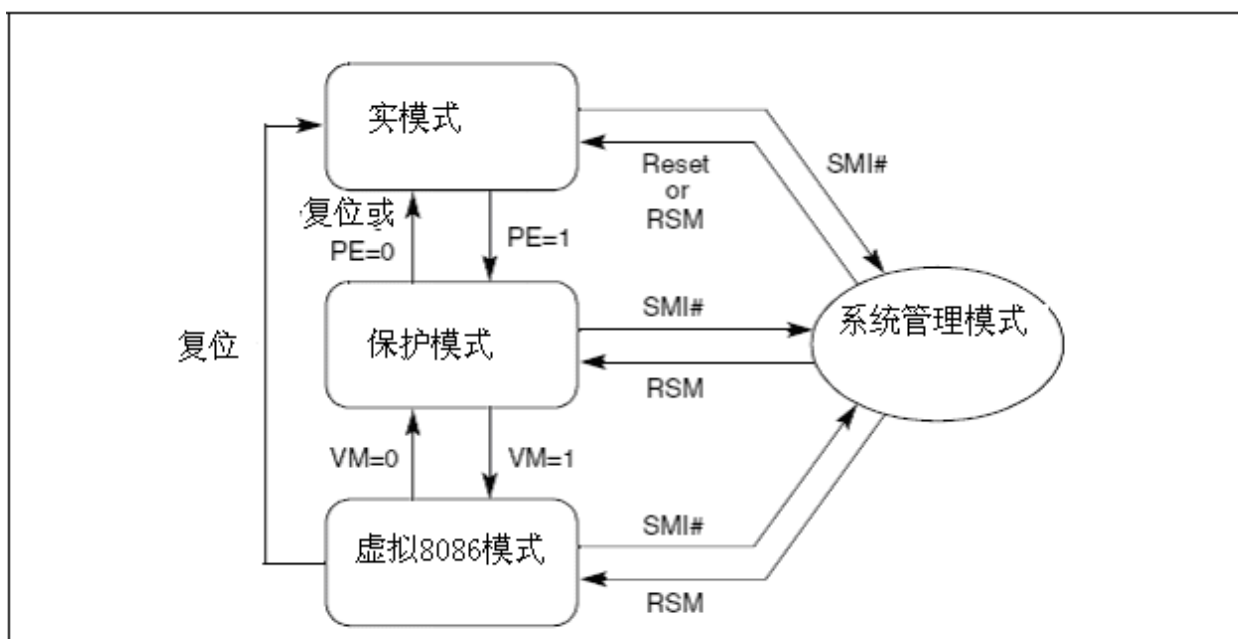 实模式
SMI#
Reset
or
RSM
复位或
PE=0
PE=1
系统管理模式
SMI#
保护模式
复位
RSM
VM=0
VM=1
SMI#
虚拟8086模式
RSM